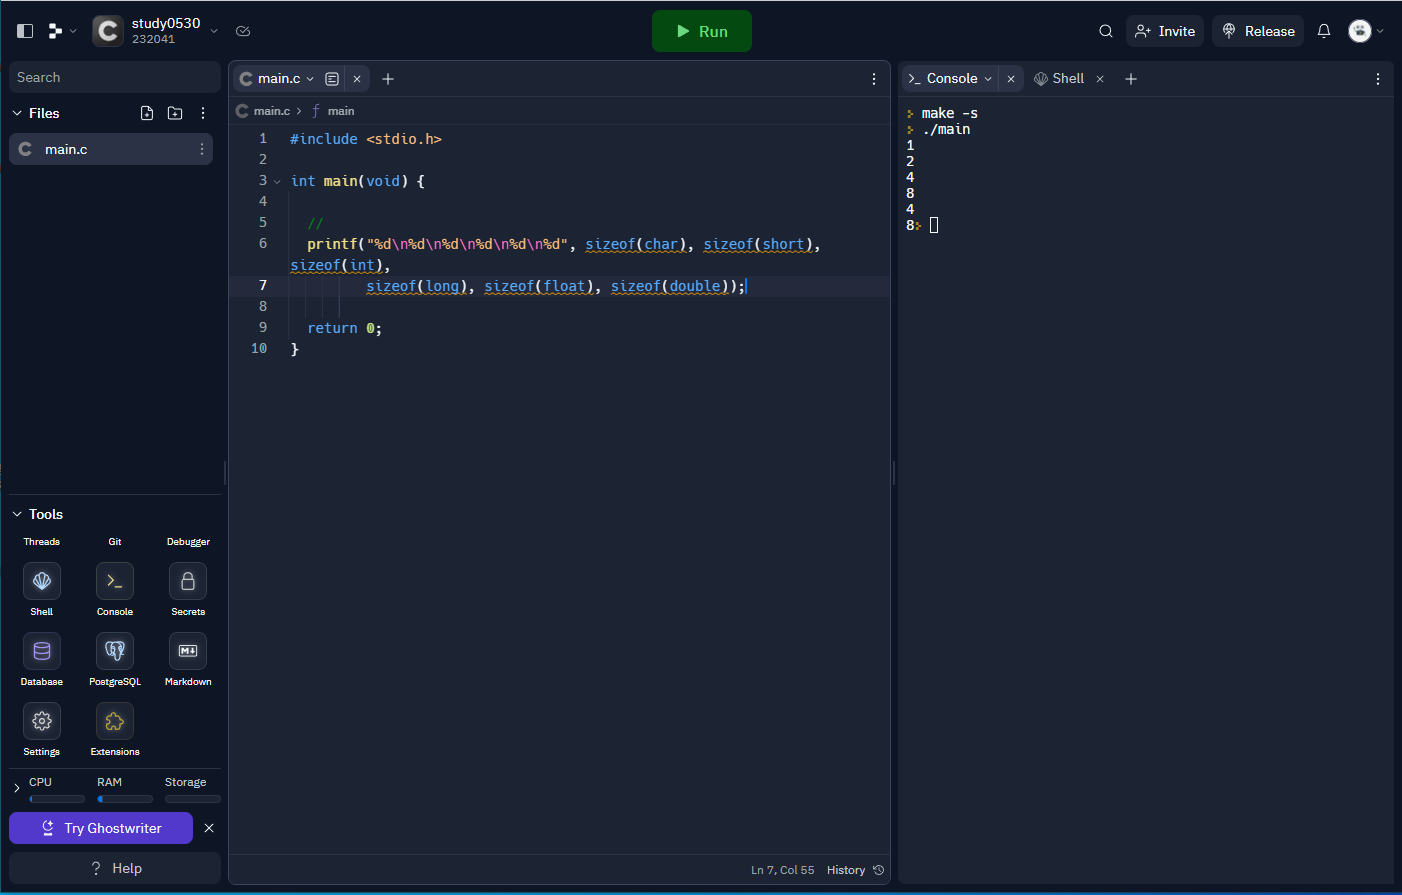 study0530
232041
Run
Invite
Release
Search
Files
main.c
main.c
main.c > ƒ main
1 #include <stdio.h>
2
3 int main(void) {
4
5 //
6 printf("%d\n%d\n%d\n%d\n%d\n%d", sizeof(char), sizeof(short),
sizeof(int),
7 sizeof(long), sizeof(float), sizeof(double));
8
9 return 0;
10 }
Ln 7, Col 55 History
Console
Shell
make -s
./main
1
2
4
8
4
8
Tools
Threads Git Debugger
Shell Console Secrets
Database PostgreSQL Markdown
Settings Extensions
CPU RAM Storage
Try Ghostwriter
? Help